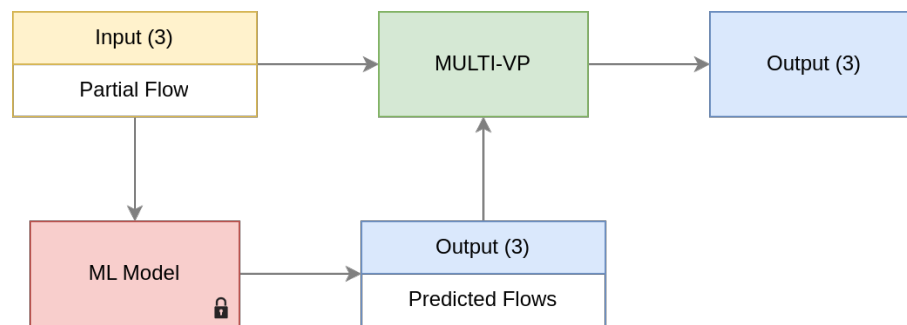 Input (3)
Partial Flow
MULTI-VP
Output (3)
ML Model
Output (3)
Predicted Flows